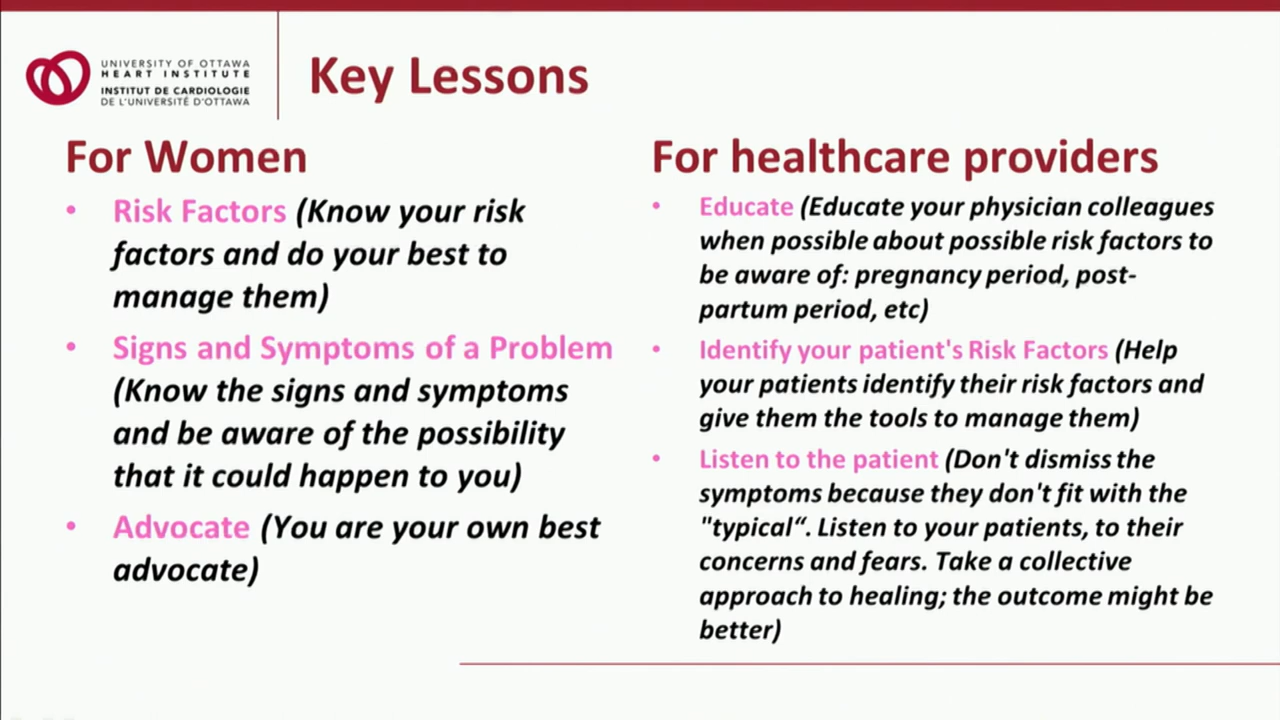 UNIVERSITY OF OTTAWA
HEART INSTITUTE
INSTITUT DE CARDIOLOGIE
DE L'UNIVERSITÉ D'OTTAWA
Key Lessons
For Women
• Risk Factors (Know your risk
factors and do your best to
manage them)
• Signs and Symptoms of a Problem
(Know the signs and symptoms
and be aware of the possibility
that it could happen to you)
• Advocate (You are your own best
advocate)
For healthcare providers
• Educate (Educate your physician colleagues
when possible about possible risk factors to
be aware of: pregnancy period, post-
partum period, etc)
• Identify your patient's Risk Factors (Help
your patients identify their risk factors and
give them the tools to manage them)
• Listen to the patient (Don't dismiss the
symptoms because they don't fit with the
"typical“. Listen to your patients, to their
concerns and fears. Take a collective
approach to healing; the outcome might be
better)